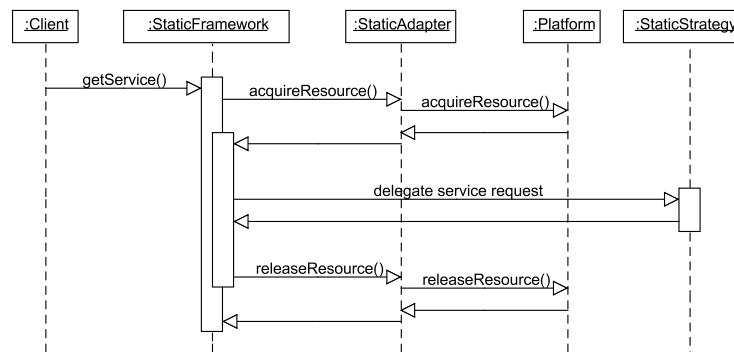 :Client
:StaticFramework
:StaticAdapter
:Platform
:StaticStrategy
getService()
acquireResource()
acquireResource()
delegate service request
releaseResource()
releaseResource()